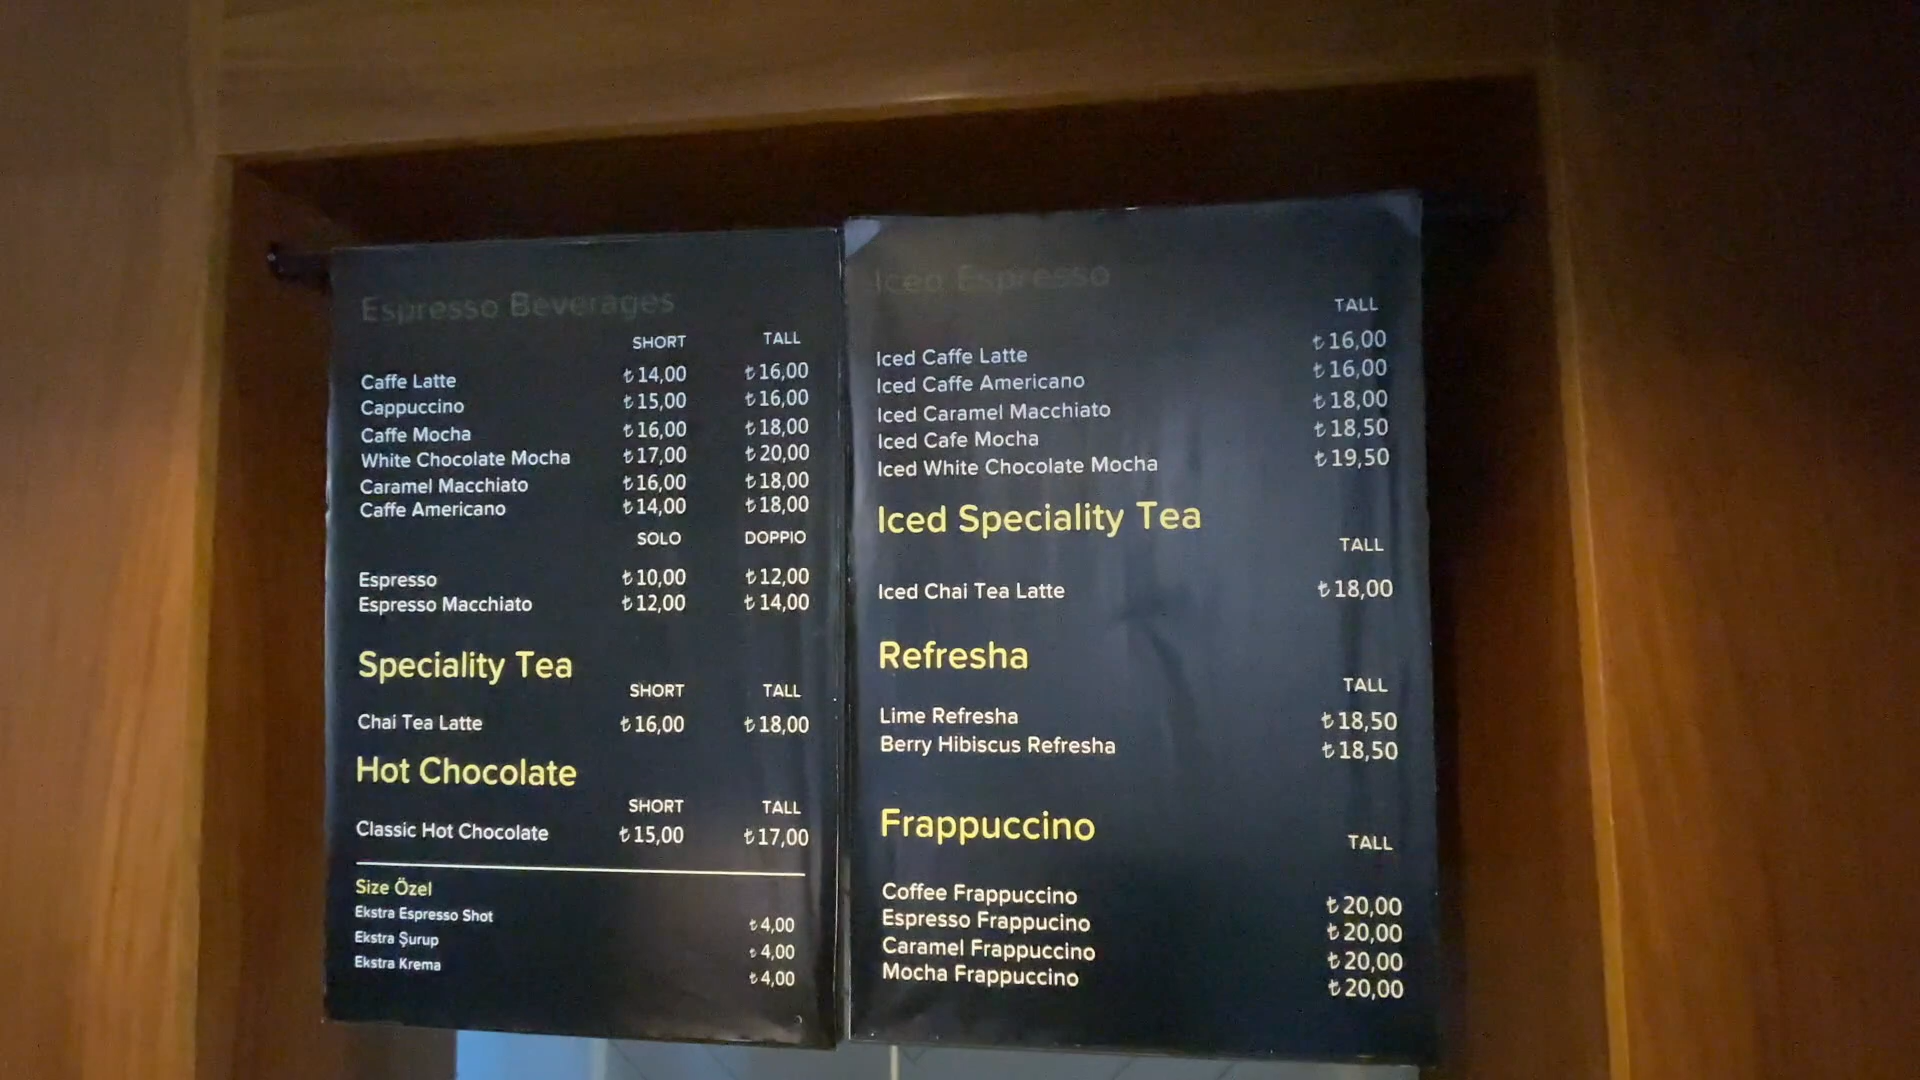 Espresso Beverages
SHORT TALL
Caffe Latte ₺14,00 ₺16,00
Cappuccino ₺15,00 ₺16,00
Caffe Mocha ₺16,00 ₺18,00
White Chocolate Mocha ₺17,00 ₺20,00
Caramel Macchiato ₺16,00 ₺18,00
Caffe Americano ₺14,00 ₺18,00
SOLO DOPPIO
Espresso ₺10,00 ₺12,00
Espresso Macchiato ₺12,00 ₺14,00
Speciality Tea
SHORT TALL
Chai Tea Latte ₺16,00 ₺18,00
Hot Chocolate
SHORT TALL
Classic Hot Chocolate ₺15,00 ₺17,00
Size Özel
Ekstra Espresso Shot ₺4,00
Ekstra Şurup ₺4,00
Ekstra Krema ₺4,00
Iced Espresso
TALL
Iced Caffe Latte ₺16,00
Iced Caffe Americano ₺16,00
Iced Caramel Macchiato ₺18,00
Iced Cafe Mocha ₺18,50
Iced White Chocolate Mocha ₺19,50
Iced Speciality Tea
TALL
Iced Chai Tea Latte ₺18,00
Refresha
TALL
Lime Refresha ₺18,50
Berry Hibiscus Refresha ₺18,50
Frappuccino
TALL
Coffee Frappuccino ₺20,00
Espresso Frappucino ₺20,00
Caramel Frappuccino ₺20,00
Mocha Frappuccino ₺20,00